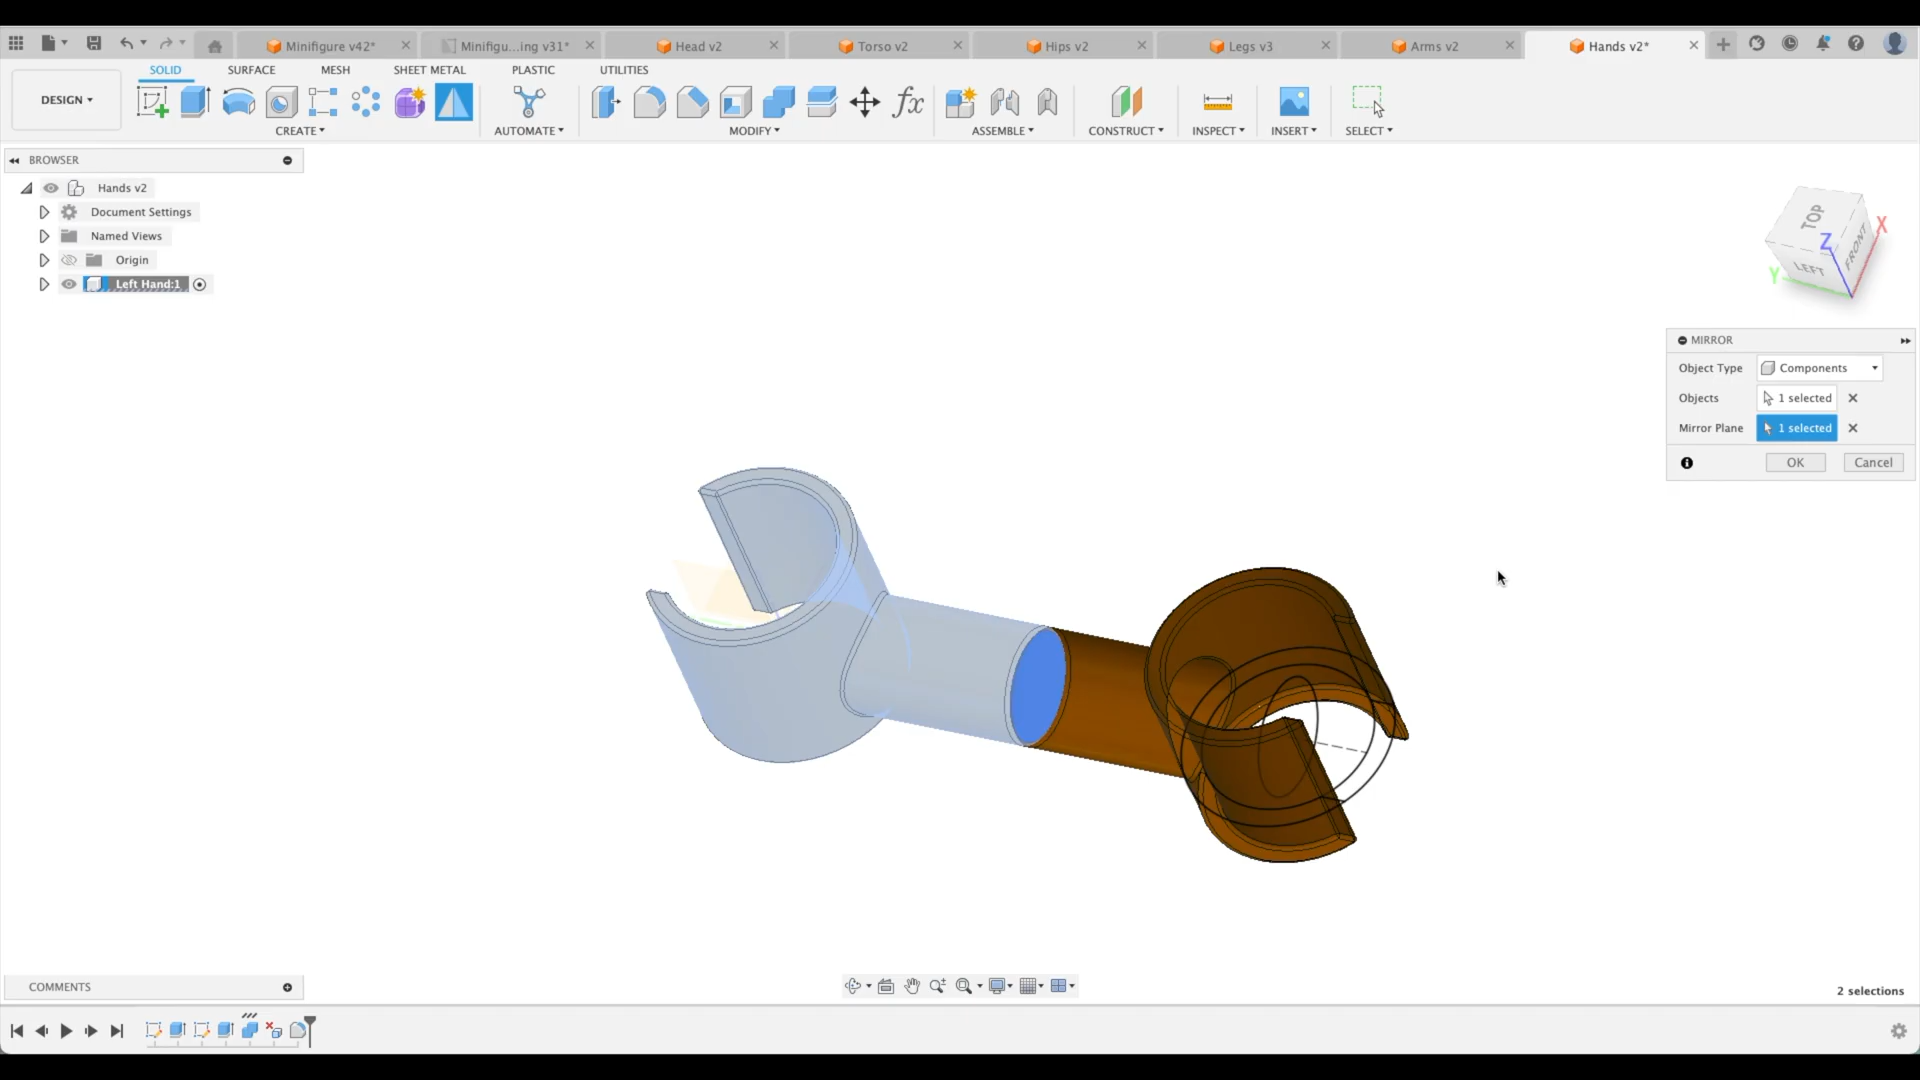 Minifigure v42*
Minifigu...ing v31*
Head v2
Torso v2
Hips v2
Legs v3
Arms v2
Hands v2*
SOLID
SURFACE
MESH
SHEET METAL
PLASTIC
UTILITIES
DESIGN
fx
CREATE
AUTOMATE
MODIFY
ASSEMBLE
CONSTRUCT
INSPECT
INSERT
SELECT
BROWSER
Hands v2
Document Settings
Named Views
Origin
Left Hand:1
TOP
LEFT
FRONT
X
Y
Z
MIRROR
Object Type
Components
Objects
1 selected
Mirror Plane
1 selected
OK
Cancel
COMMENTS
2 selections